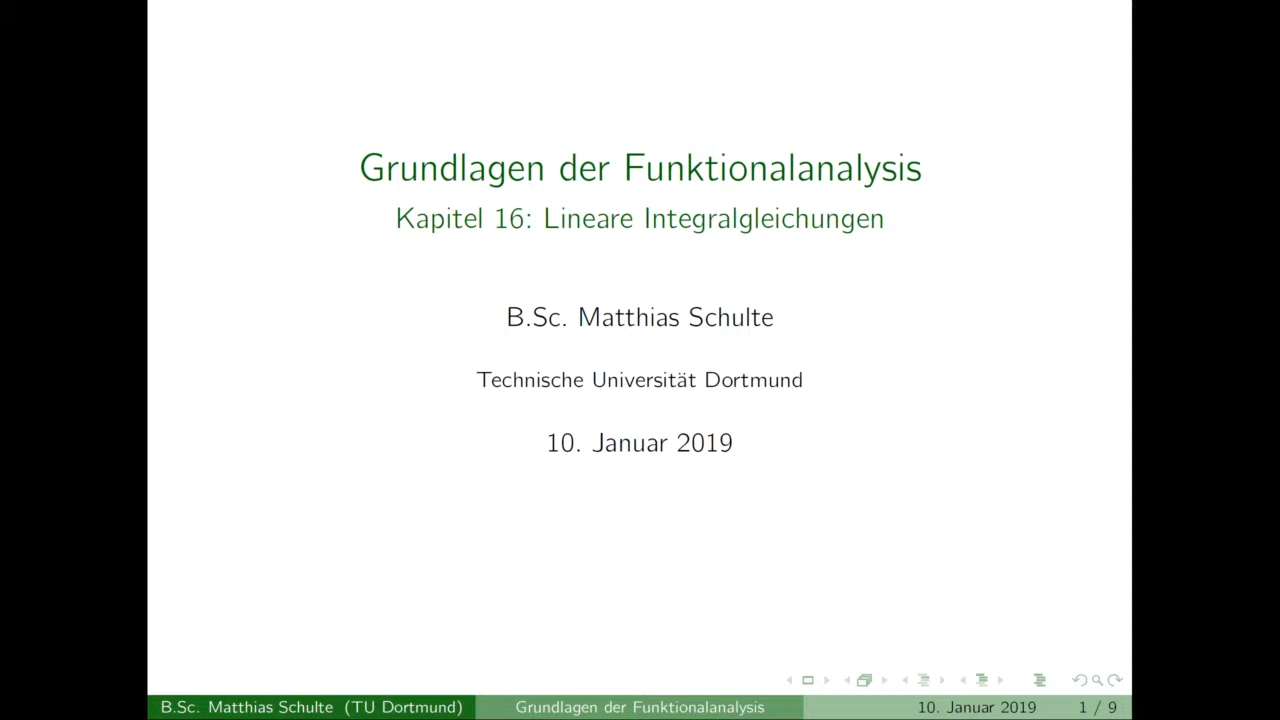 Grundlagen der Funktionalanalysis
Kapitel 16: Lineare Integralgleichungen
B.Sc. Matthias Schulte
Technische Universität Dortmund
10. Januar 2019
B.Sc. Matthias Schulte (TU Dortmund) Grundlagen der Funktionalanalysis 10. Januar 2019 1 / 9